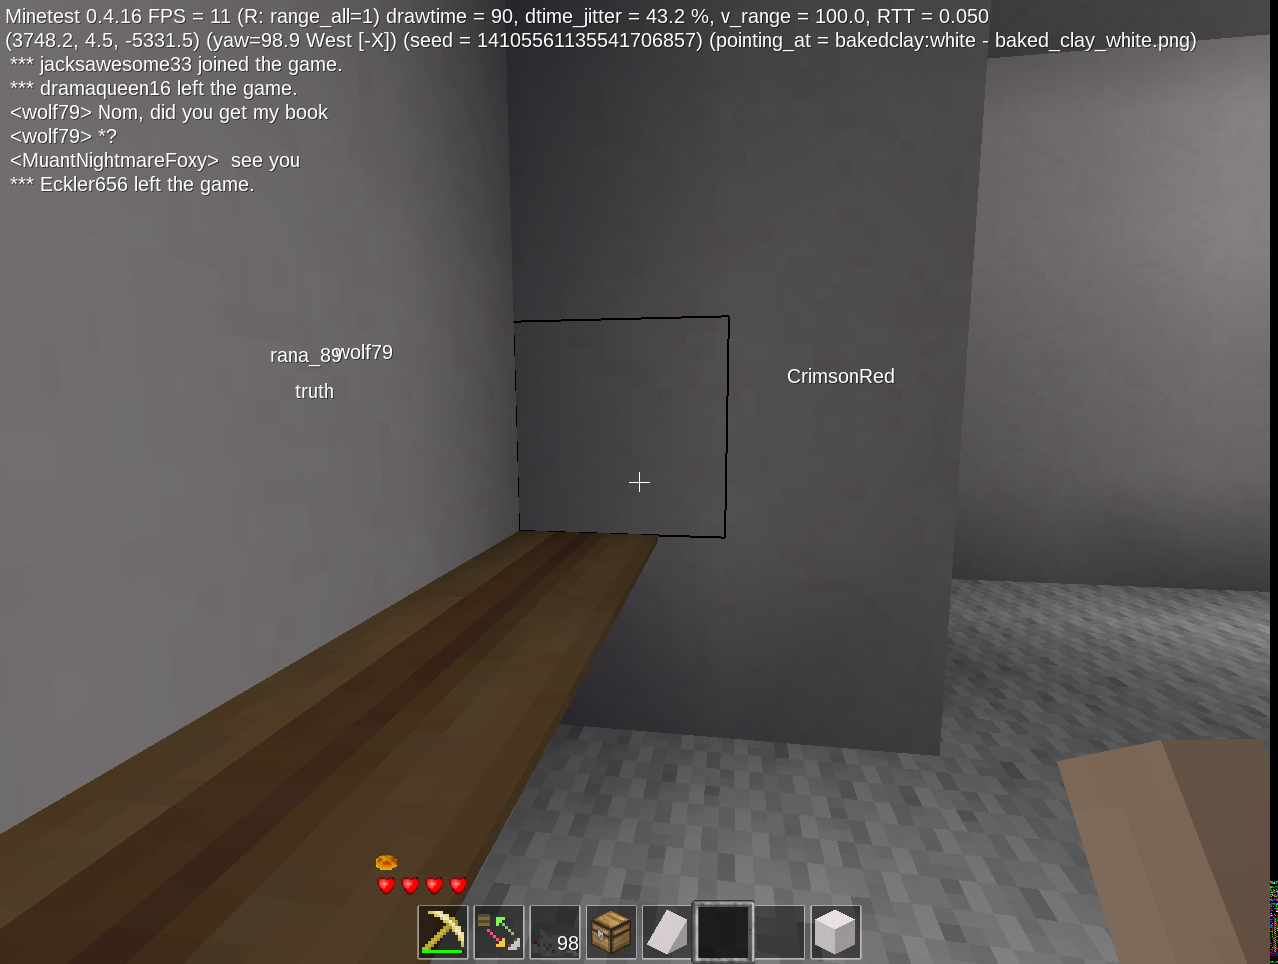 Minetest 0.4.16 FPS = 11 (R: range_all=1) drawtime = 90, dtime_jitter = 43.2 %, v_range = 100.0, RTT = 0.050
(3748.2, 4.5, -5331.5) (yaw=98.9 West [-X]) (seed = 14105561135541706857) (pointing_at = bakedclay:white - baked_clay_white.png)
*** jacksawesome33 joined the game.
*** dramaqueen16 left the game.
<wolf79> Nom, did you get my book
<wolf79> *?
<MuantNightmareFoxy>  see you
*** Eckler656 left the game.
rana_89
wolf79
truth
CrimsonRed
98